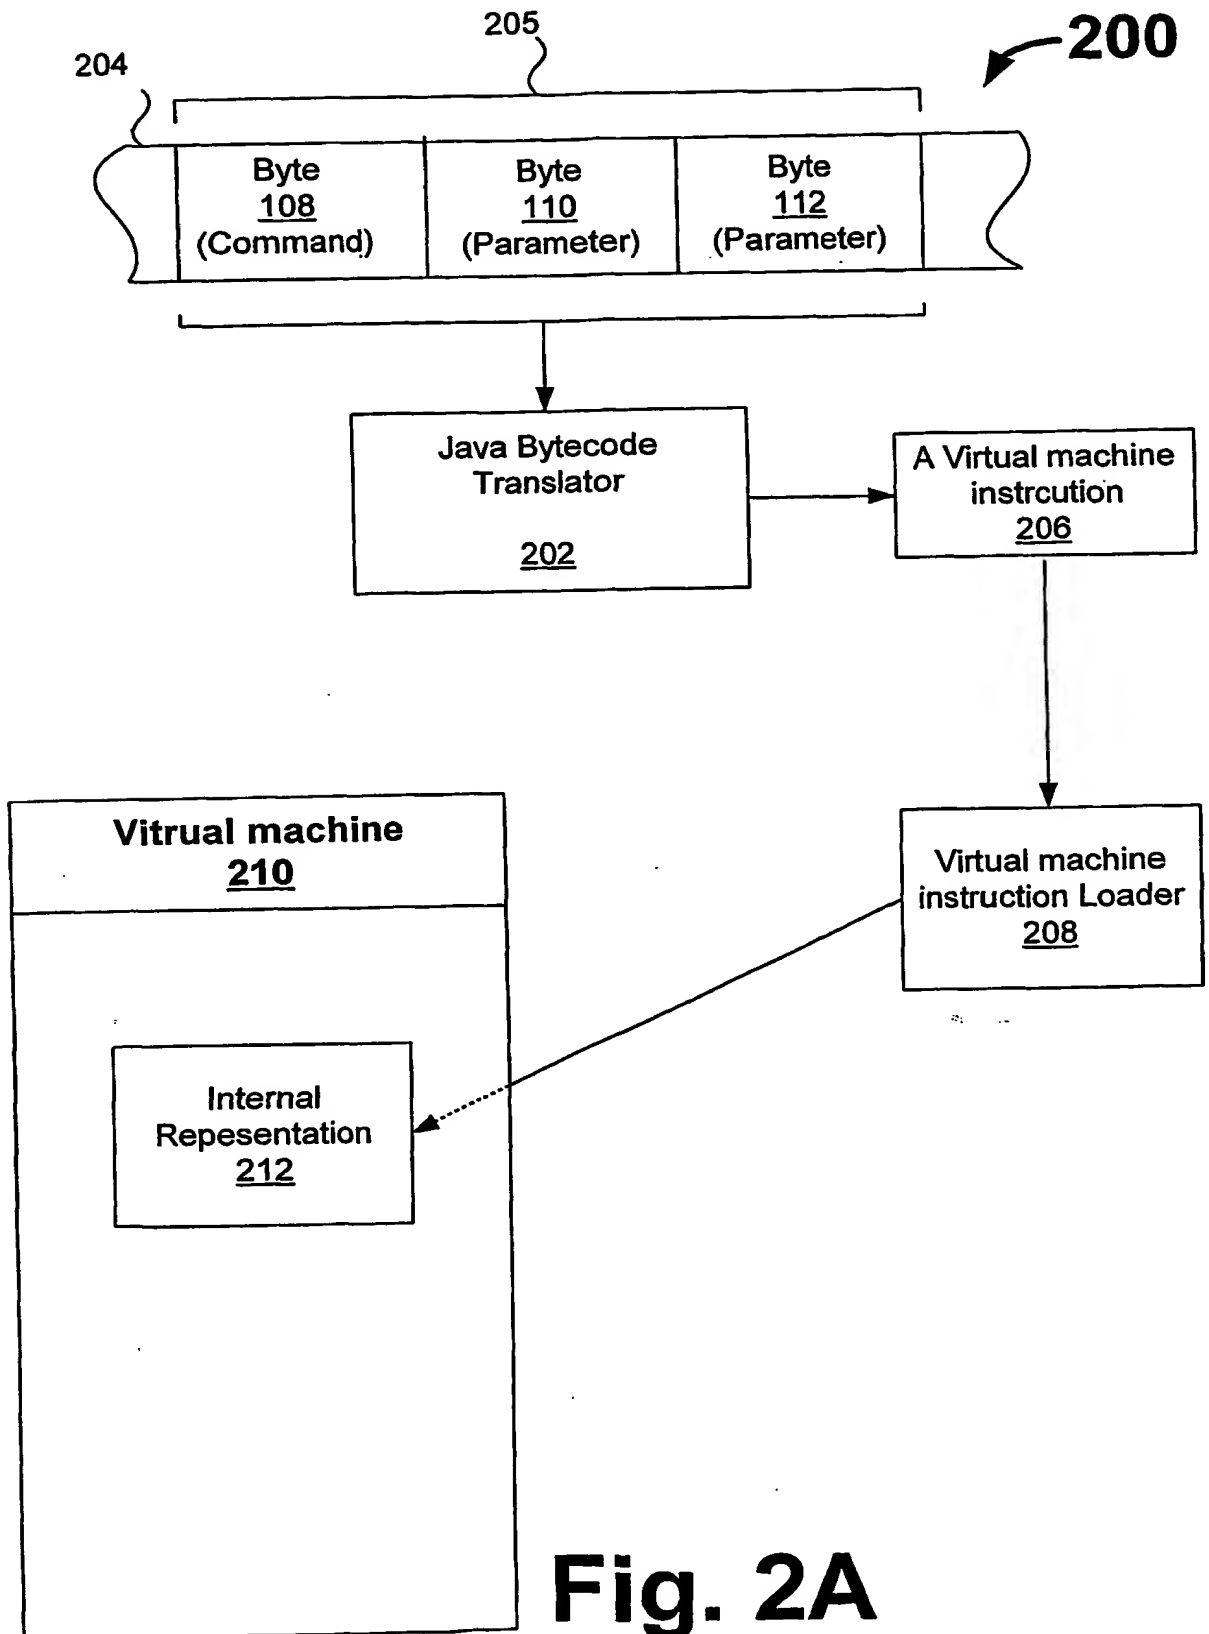 205
200
204
Byte
108
(Command)
Byte
110
(Parameter)
Byte
112
(Parameter)
Java Bytecode
Translator
202
A Virtual machine
instrcution
206
Virtual machine
instruction Loader
208
Vitrual machine
210
Internal
Repesentation
212
Fig. 2A